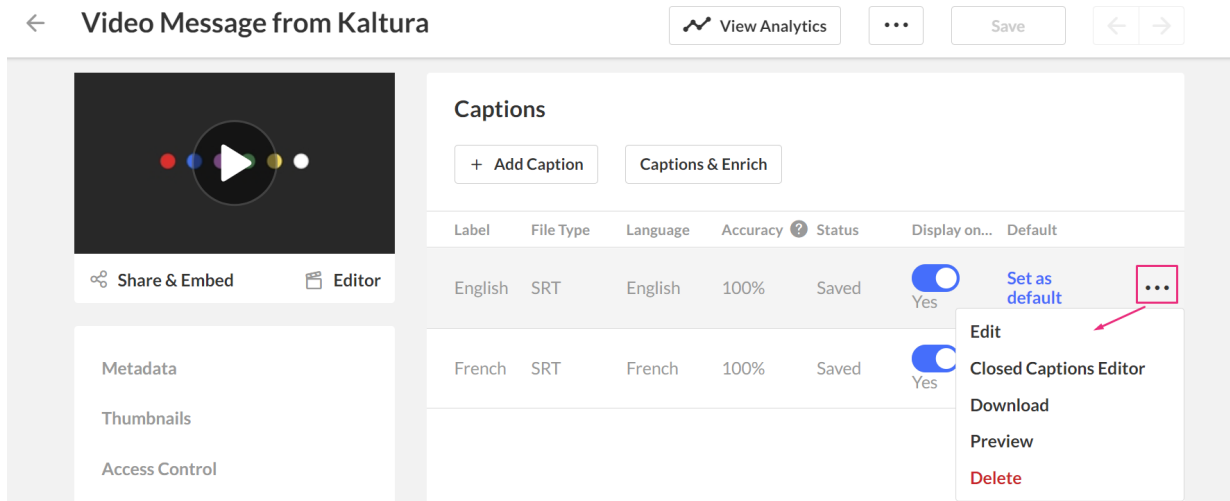 Video Message from Kaltura
View Analytics
Save
Captions
+ Add Caption
Captions & Enrich
Label File Type Language Accuracy ? Status Display on... Default
Share & Embed
Editor
English SRT English 100% Saved Yes Set as default
French SRT French 100% Saved Yes
Edit
Closed Captions Editor
Download
Preview
Delete
Metadata
Thumbnails
Access Control